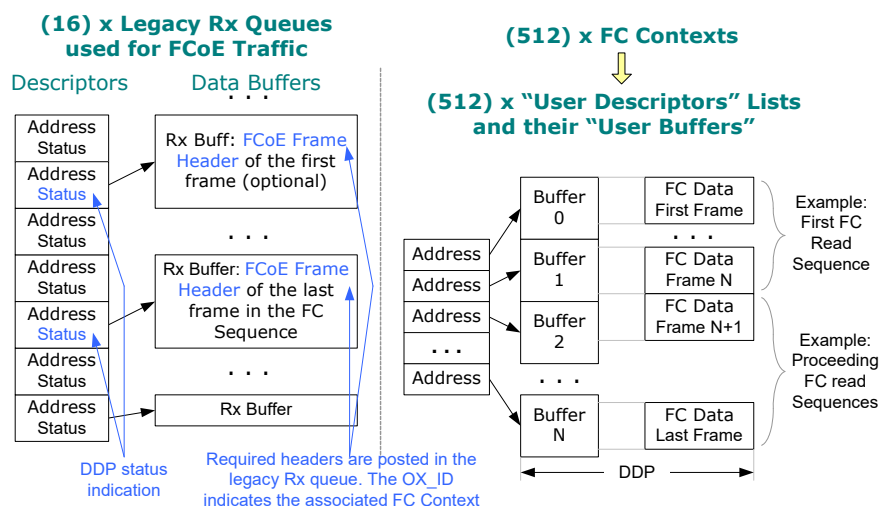 (16) x Legacy Rx Queues
used for FCoE Traffic
Descriptors
Data Buffers
. . .
Address
Status
Address
Status
Address
Status
Address
Status
Address
Status
Address
Status
Address
Status
Rx Buff: FCoE Frame
Header of the first
frame (optional)
. . .
Rx Buffer: FCoE Frame
Header of the last
frame in the FC
Sequence
. . .
Rx Buffer
DDP status
indication
Required headers are posted in the
legacy Rx queue. The OX_ID
indicates the associated FC Context
(512) x FC Contexts
(512) x “User Descriptors” Lists
and their “User Buffers”
Address
Address
Address
. . .
Address
Buffer
0
Buffer
1
Buffer
2
. . .
Buffer
N
FC Data
First Frame
. . .
FC Data
Frame N
FC Data
Frame N+1
FC Data
Last Frame
DDP
Example:
First FC
Read
Sequence
Example:
Proceeding
FC read
Sequences